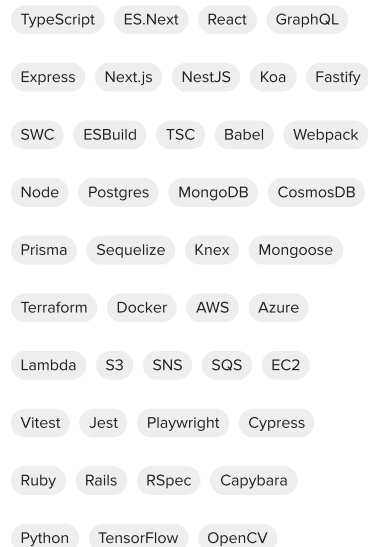 TypeScript ES.Next React GraphQL
Express Next.js NestJS Koa Fastify
SWC ESBuild TSC Babel Webpack
Node Postgres MongoDB CosmosDB
Prisma Sequelize Knex Mongoose
Terraform Docker AWS Azure
Lambda S3 SNS SQS EC2
Vitest Jest Playwright Cypress
Ruby Rails RSpec Capybara
Python TensorFlow OpenCV